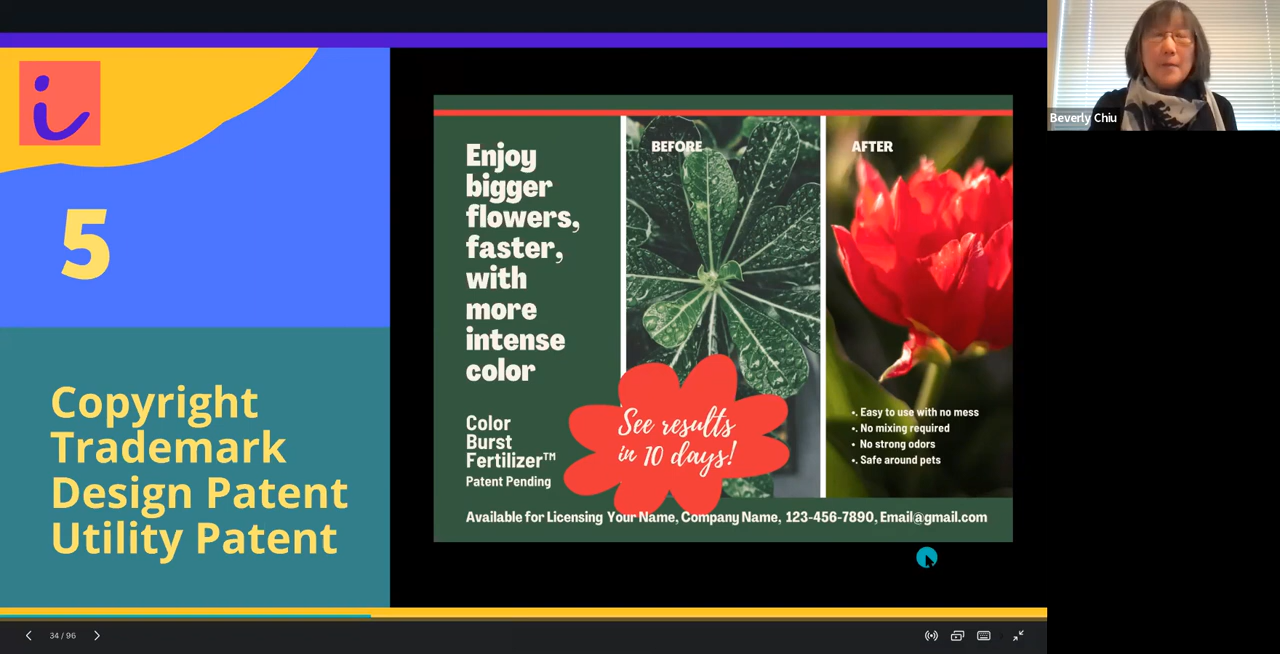 5
Copyright
Trademark
Design Patent
Utility Patent
Enjoy
bigger
flowers,
faster,
with
more
intense
color
Color
Burst
Fertilizer™
Patent Pending
BEFORE
AFTER
See results
in 10 days!
•. Easy to use with no mess
•. No mixing required
• No strong odors
•. Safe around pets
Available for Licensing Your Name, Company Name, 123-456-7890, Email@gmail.com
Beverly Chiu
34 / 96